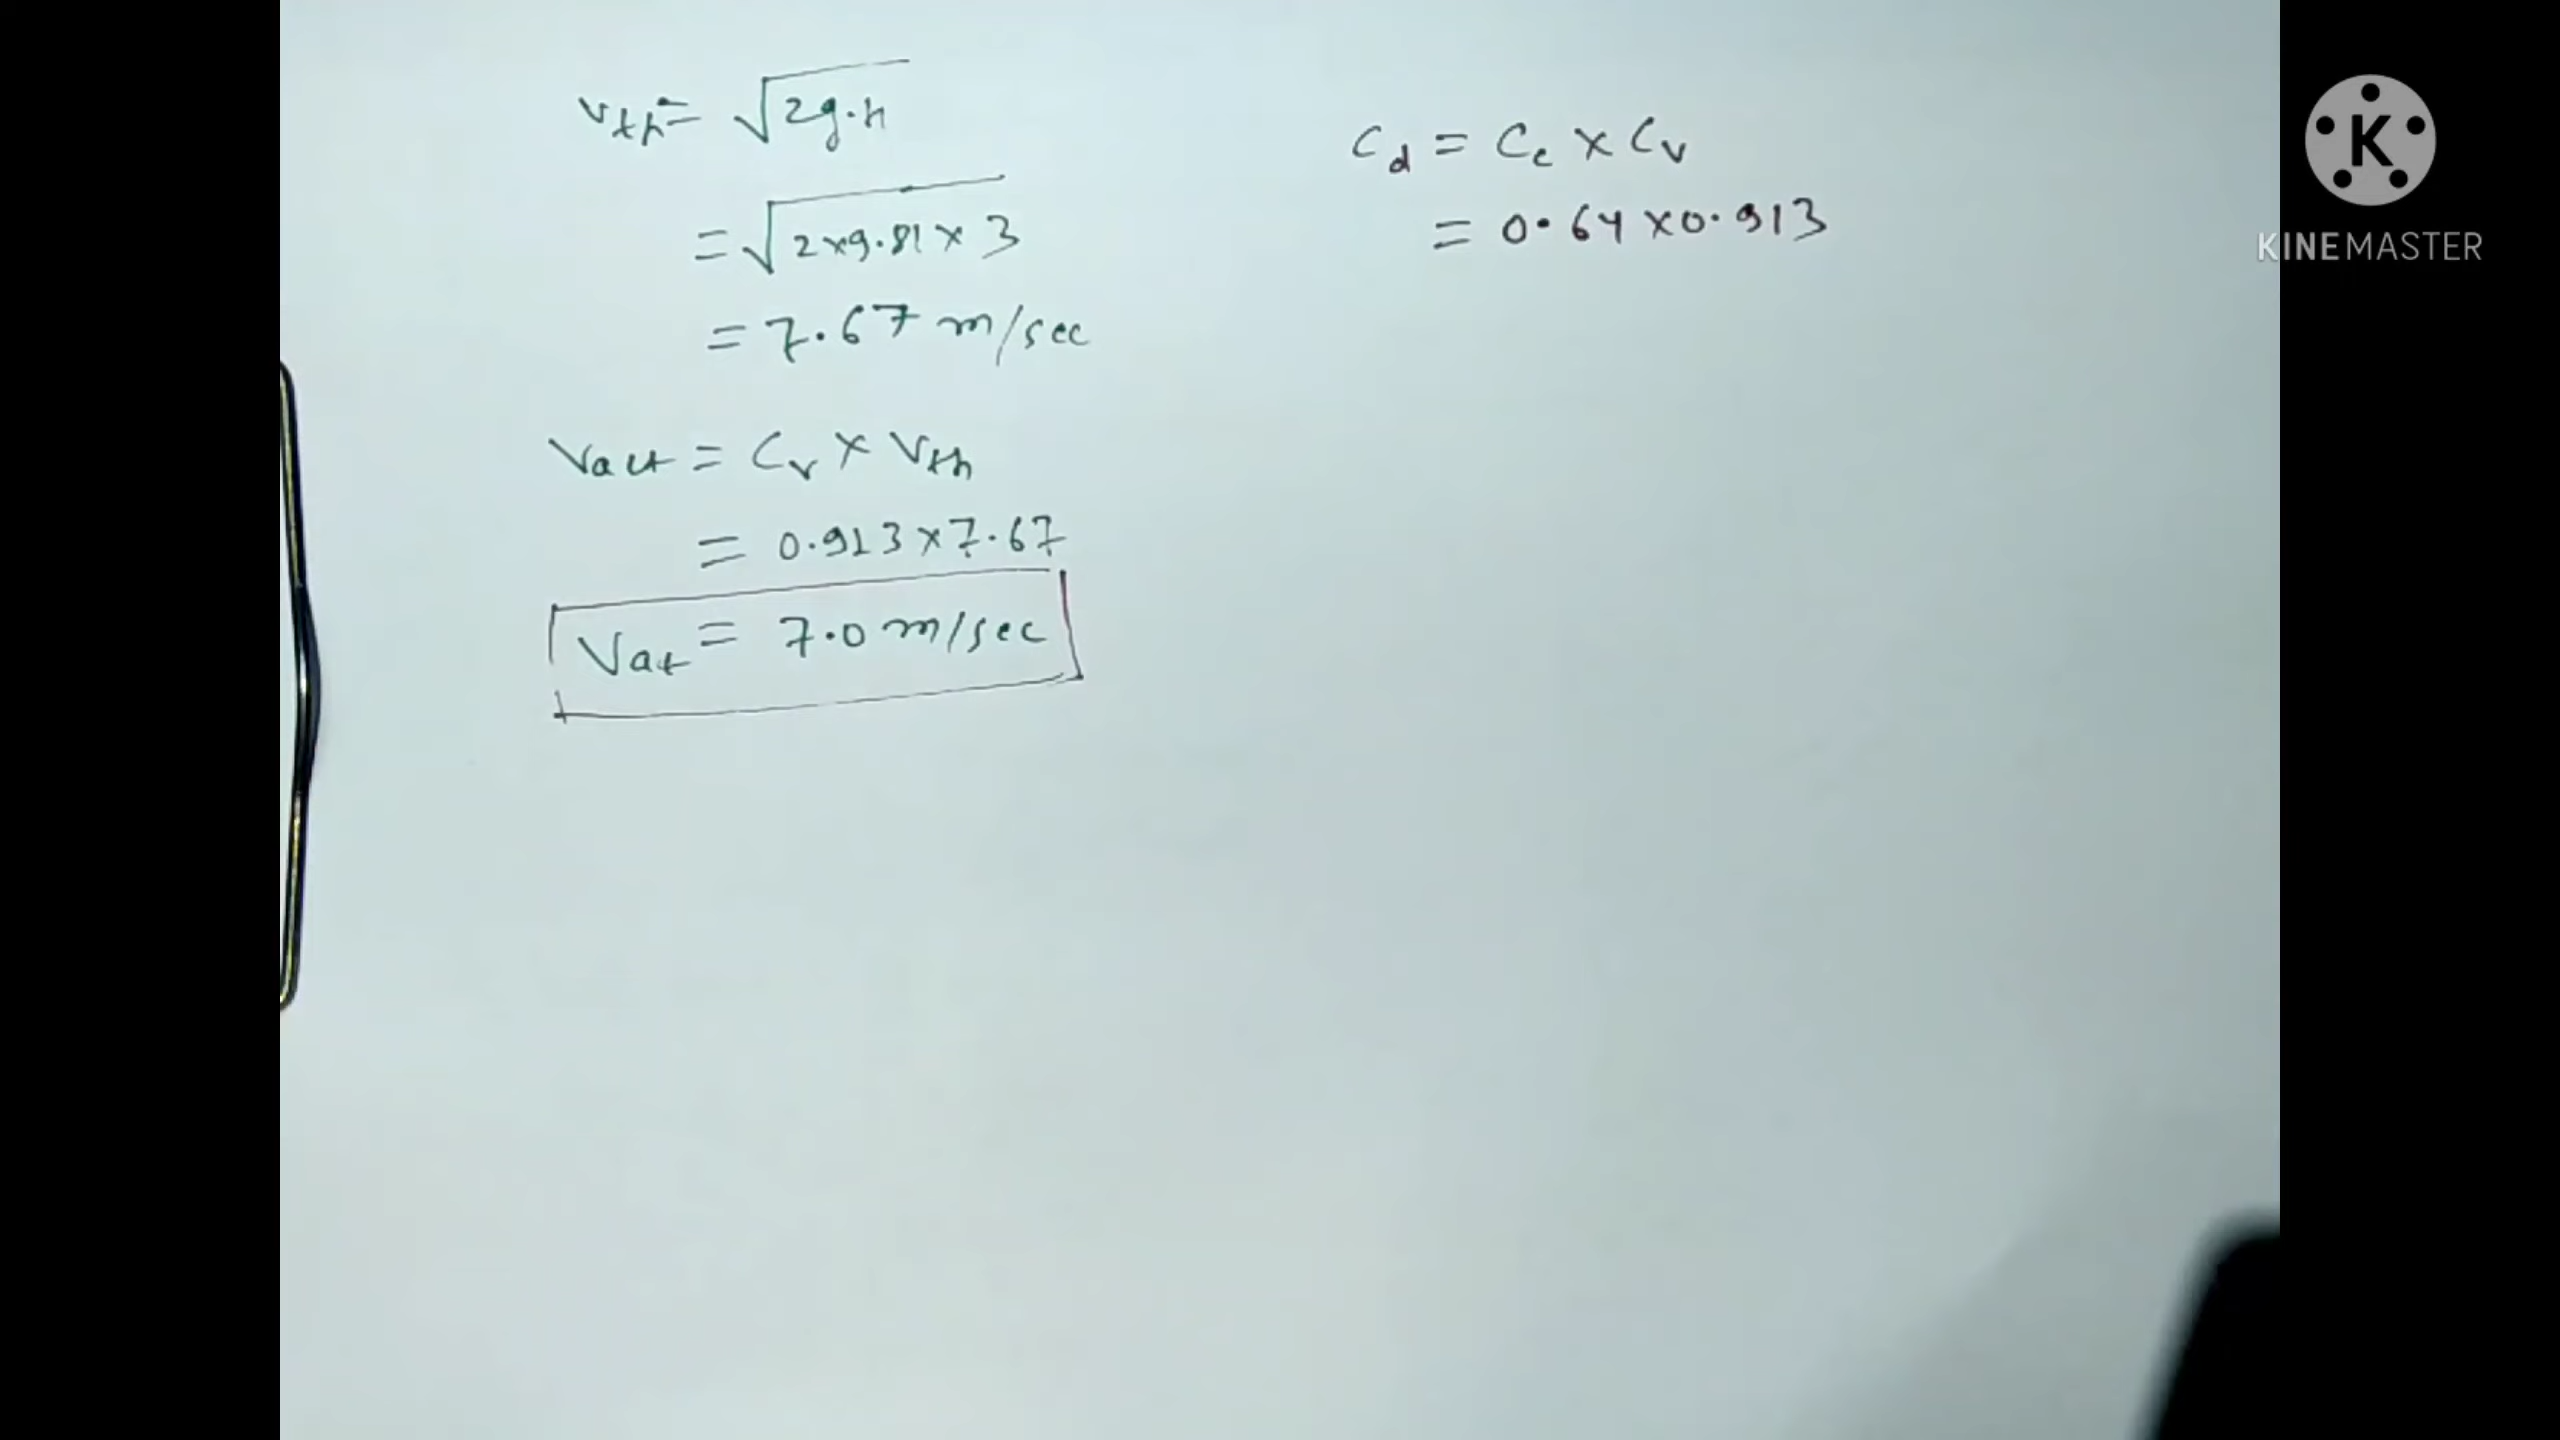 Vth = √2g.h
= √2×9.81×3
= 7.67 m/sec
Vact = Cv × Vth
= 0.913×7.67
Vat = 7.0 m/sec
Cd = Cc × Cv
= 0.64×0.913
K
KINEMASTER